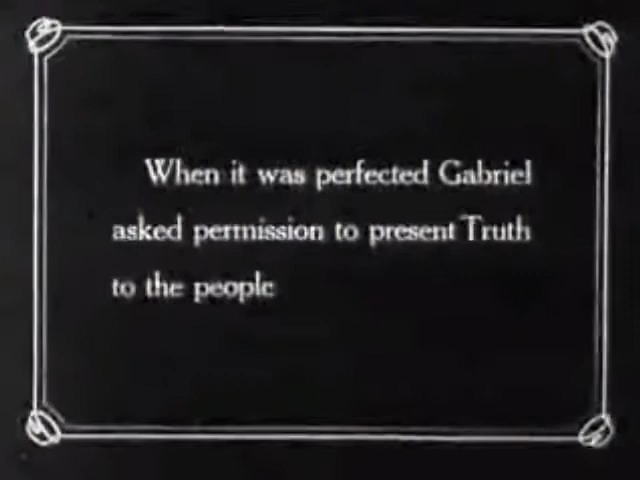 When it was perfected Gabriel
asked permission to present Truth
to the people